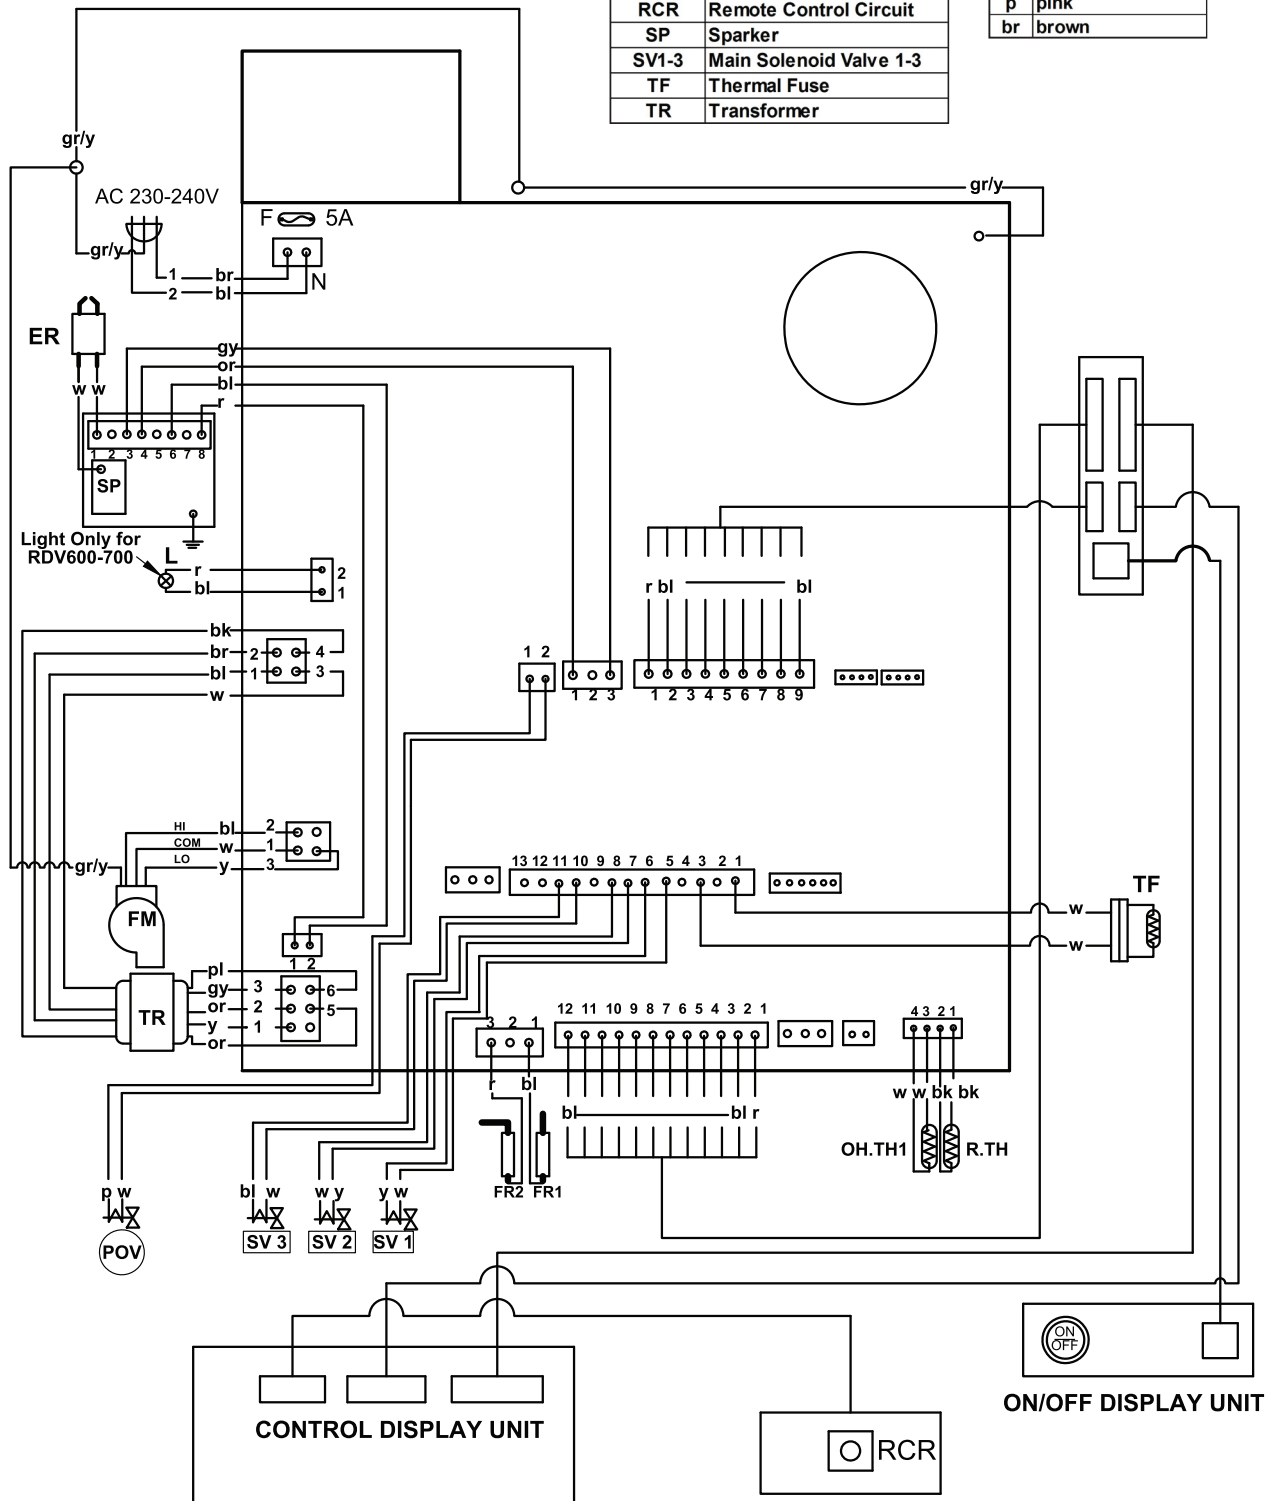 RCR Remote Control Circuit
SP Sparker
SV1-3 Main Solenoid Valve 1-3
TF Thermal Fuse
TR Transformer
p pink
br brown
gr/y
AC 230-240V
F 5A
gr/y
gr/y
1 br
2 bl
N
ER
w w
gy
or
bl
r
1 2 3 4 5 6 7 8
SP
Light Only for
RDV600-700
L
r 2
bl 1
r bl bl
bk
br 2 4
bl 1 3
w
1 2
1 2 3
1 2 3 4 5 6 7 8 9
HI bl 2
COM w 1
LO y 3
gr/y
FM
13 12 11 10 9 8 7 6 5 4 3 2 1
TF
w
w
1 2
pl
gy 3 6
or 2 5
y 1
or
TR
3 2 1
12 11 10 9 8 7 6 5 4 3 2 1
4 3 2 1
r bl
bl bl r
w w bk bk
OH.TH1 R.TH
FR2 FR1
p w
bl w
w y
y w
POV
SV 3
SV 2
SV 1
ON
OFF
ON/OFF DISPLAY UNIT
CONTROL DISPLAY UNIT
RCR